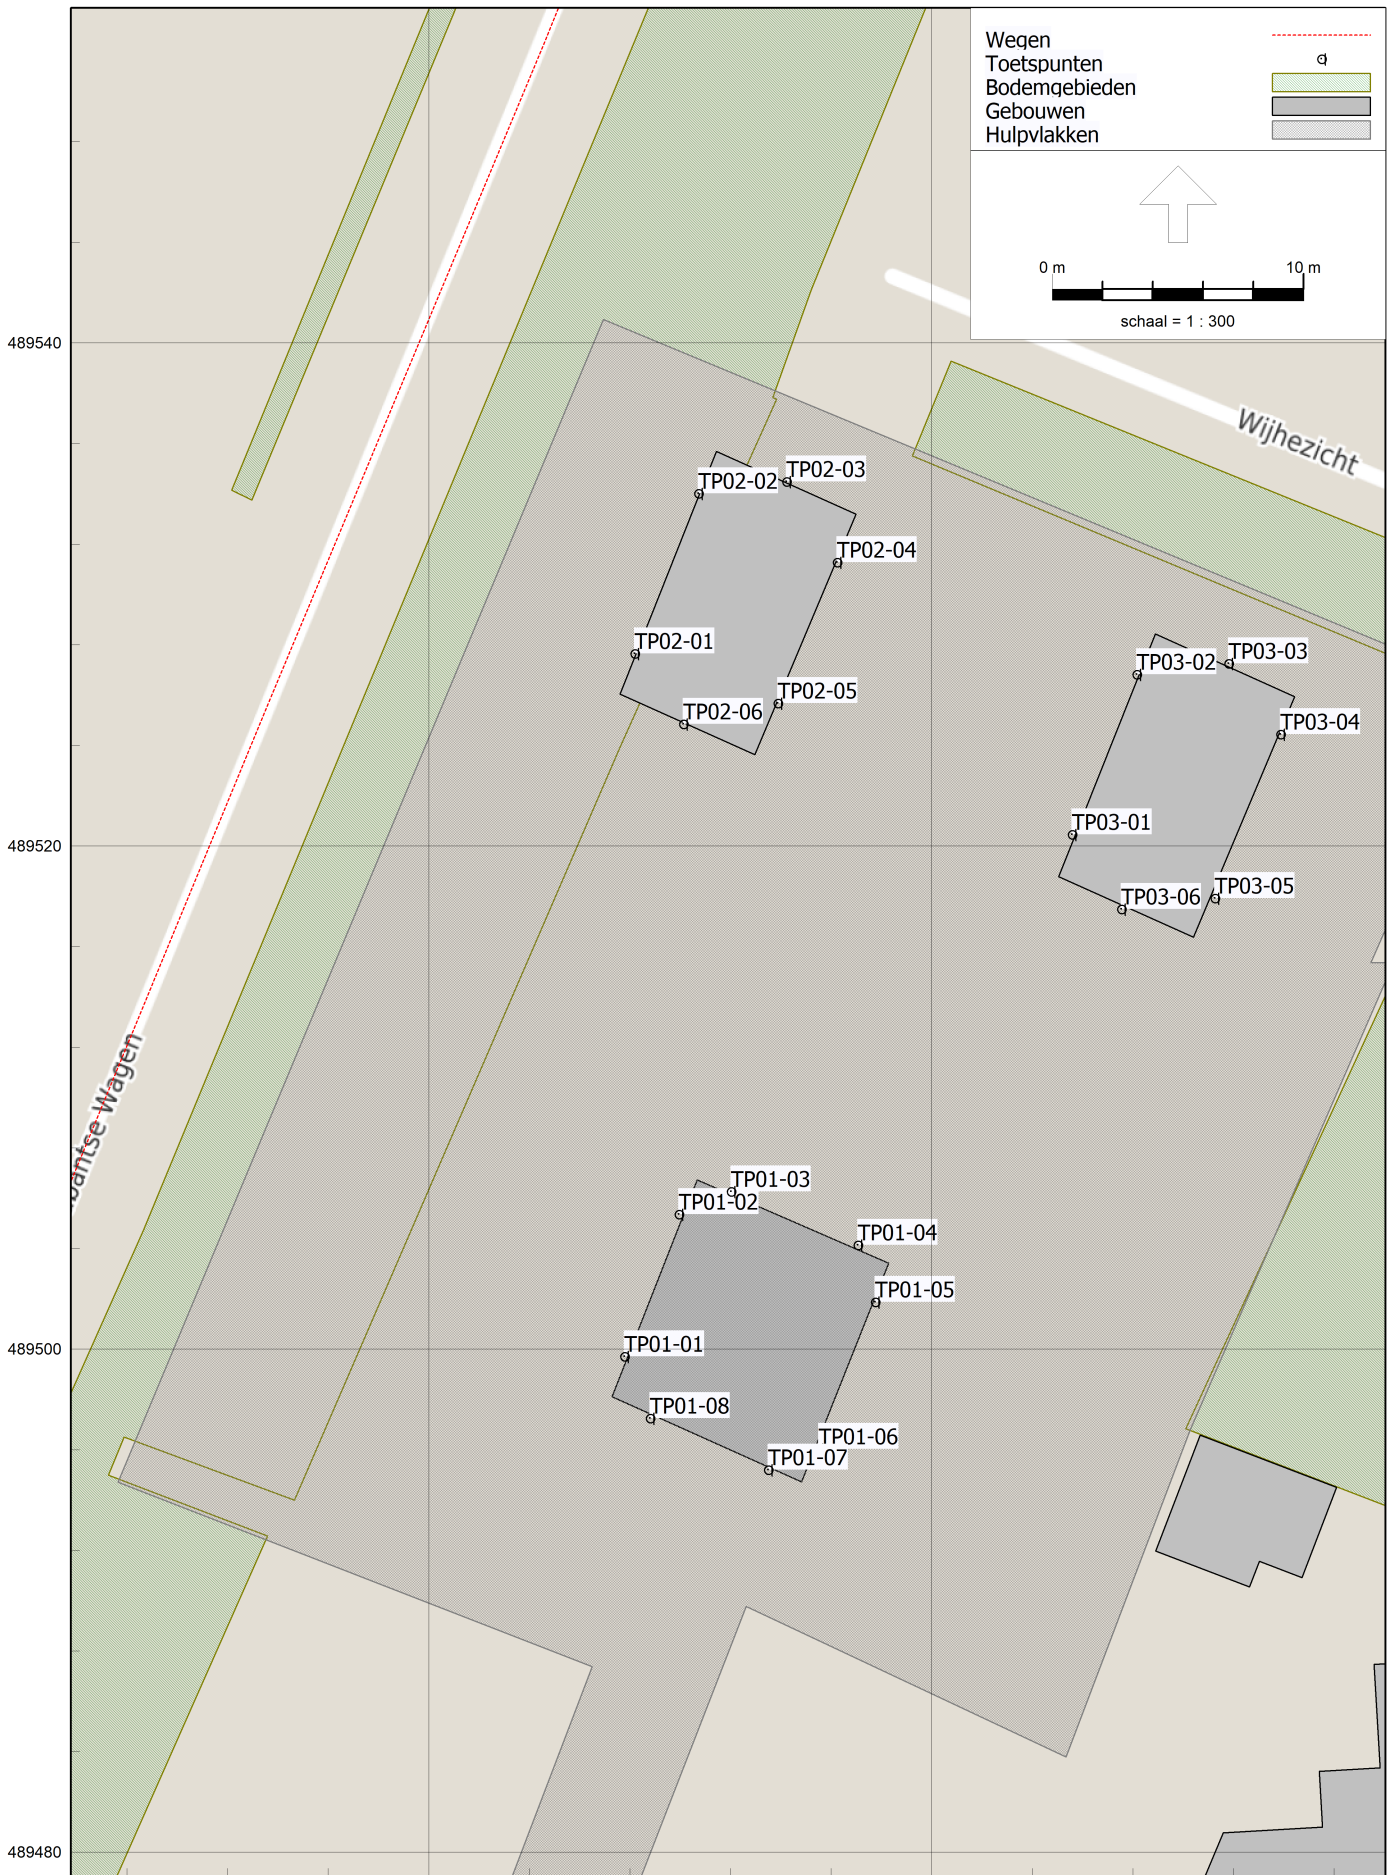 Wegen
Toetspunten
Bodemgebieden
Gebouwen
Hulpvlakken
0 m 10 m
schaal = 1 : 300
489540
Wijhezicht
TP02-03
TP02-02
TP02-04
TP02-01
TP03-03
TP03-02
TP02-05
TP02-06
TP03-04
TP03-01
489520
TP03-05
TP03-06
bantse Wagen
TP01-03
TP01-02
TP01-04
TP01-05
TP01-01
489500
TP01-08
TP01-06
TP01-07
489480